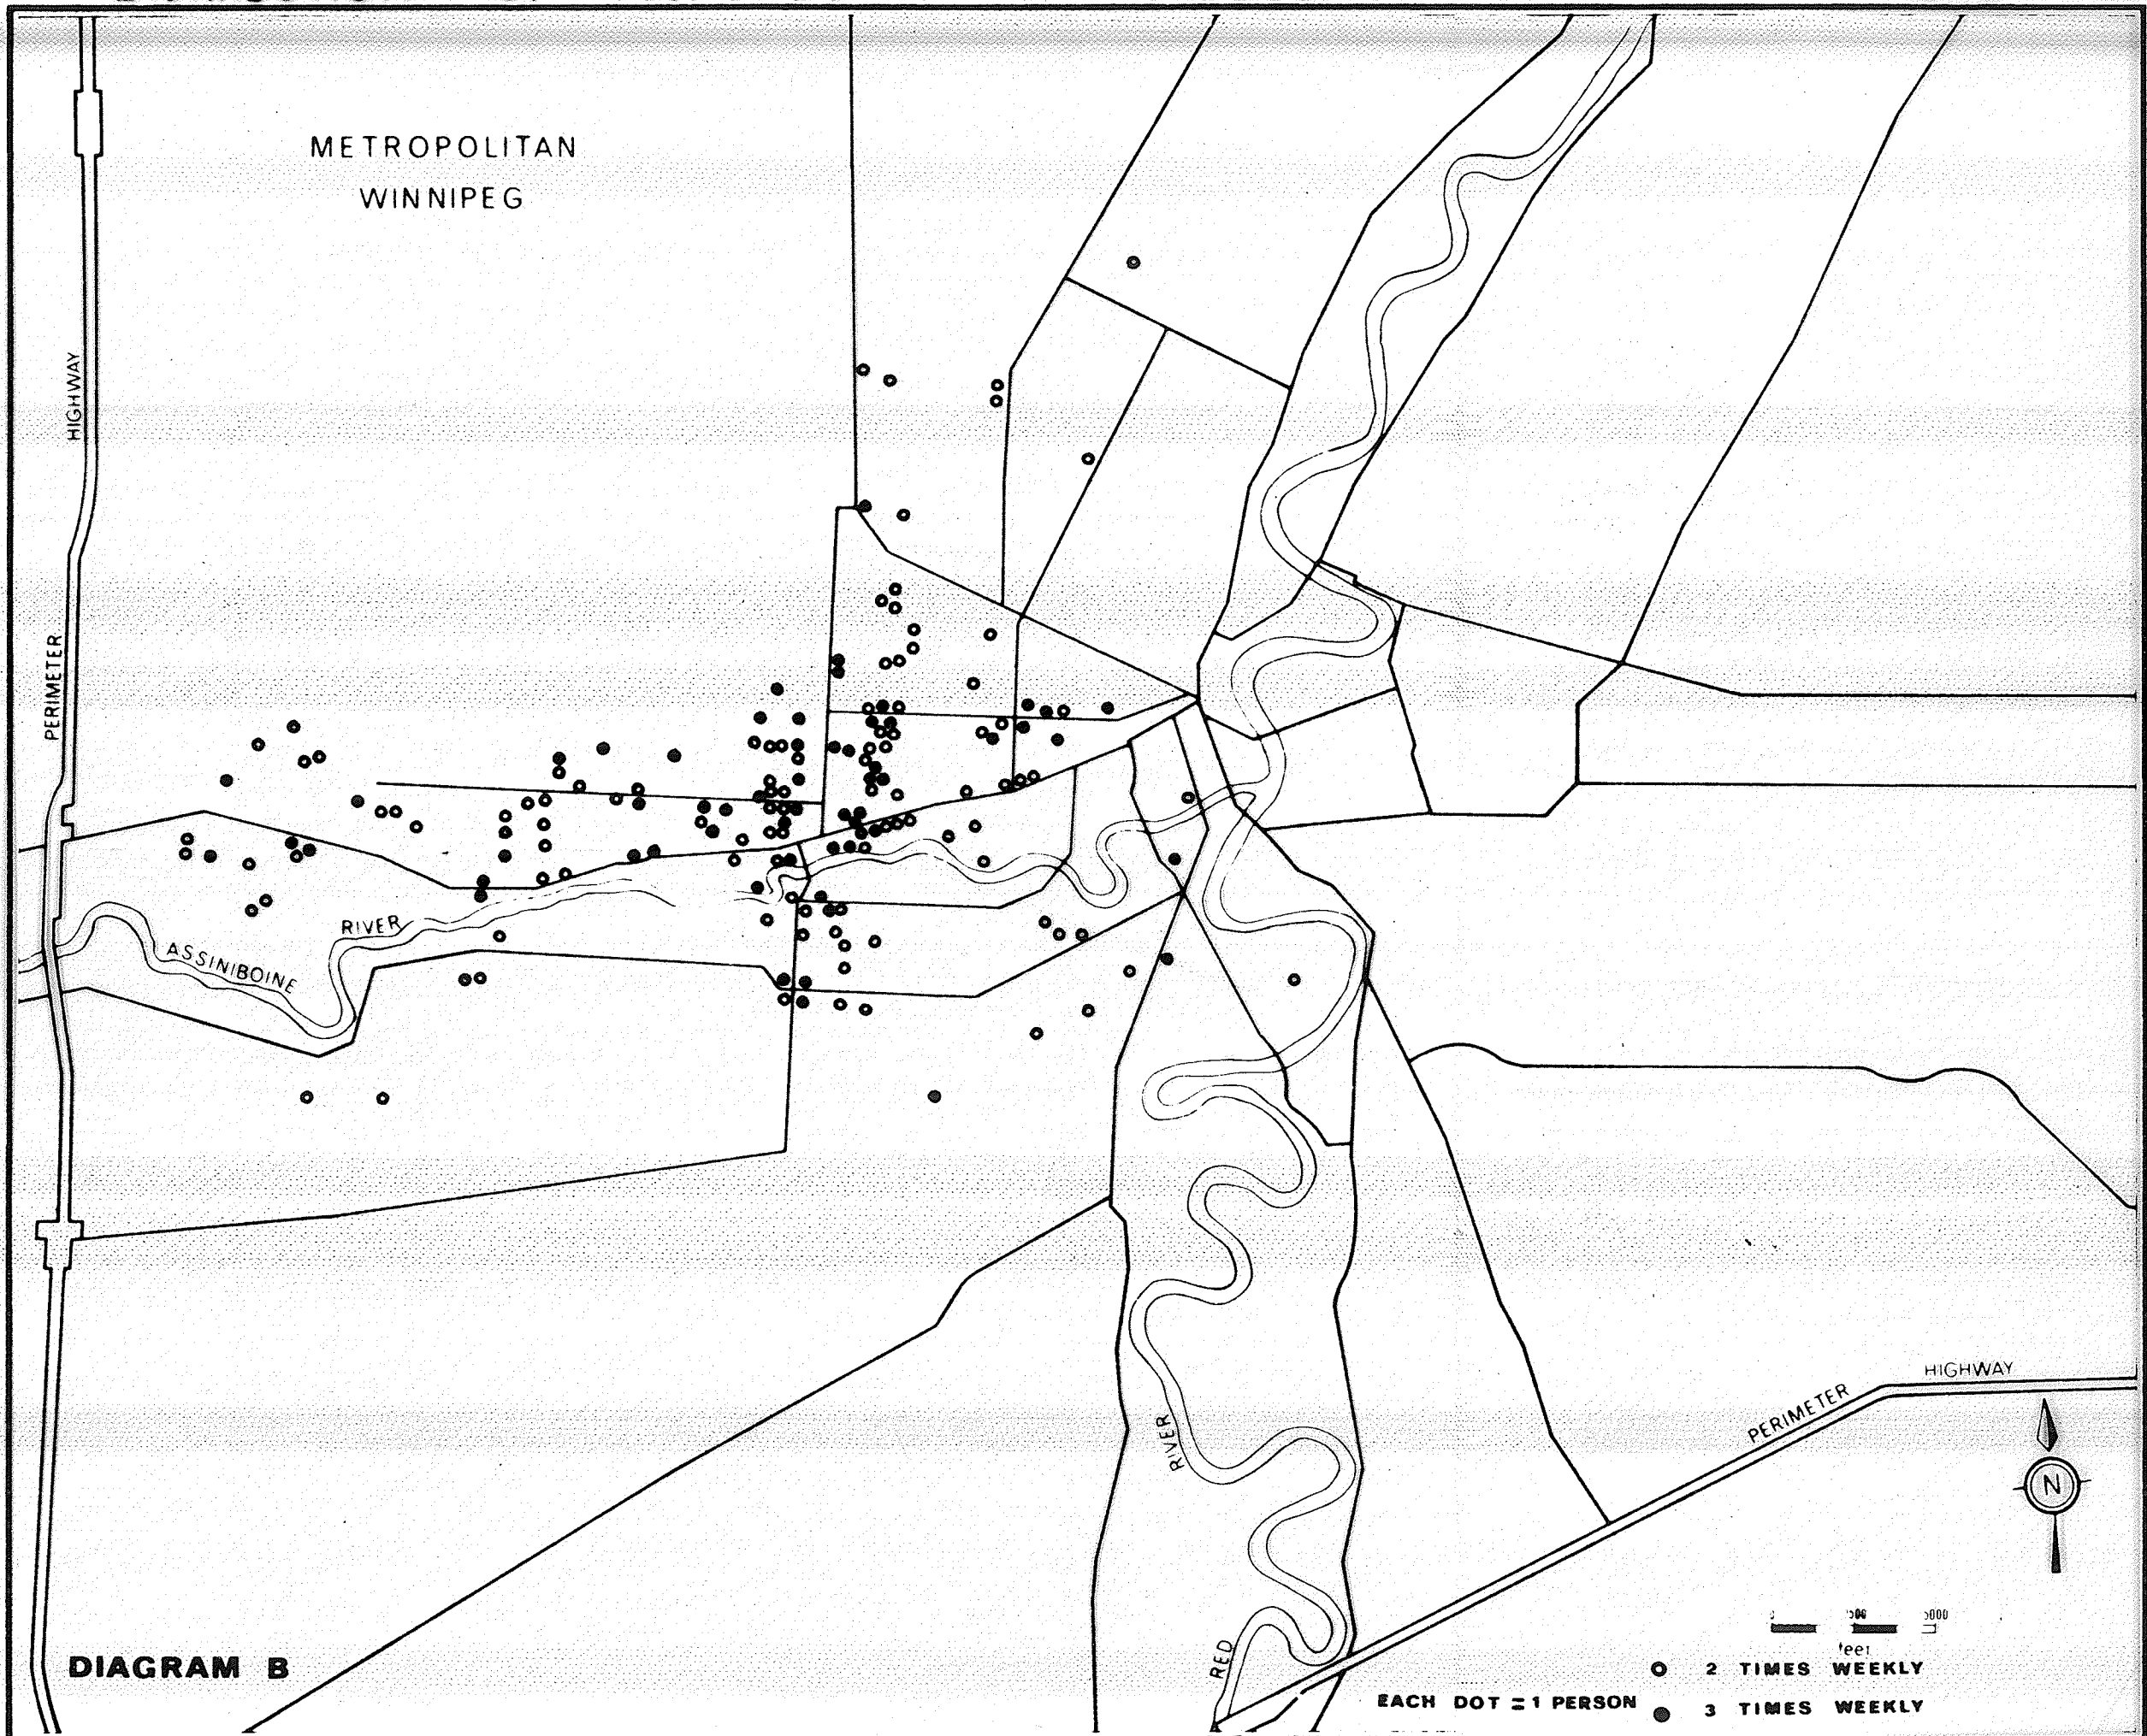 METROPOLITAN
WINNIPEG
HIGHWAY
PERIMETER
RIVER
ASSINIBOINE
HIGHWAY
PERIMETER
RIVER
RED
N
feet
DIAGRAM B
2 TIMES WEEKLY
EACH DOT = 1 PERSON
3 TIMES WEEKLY